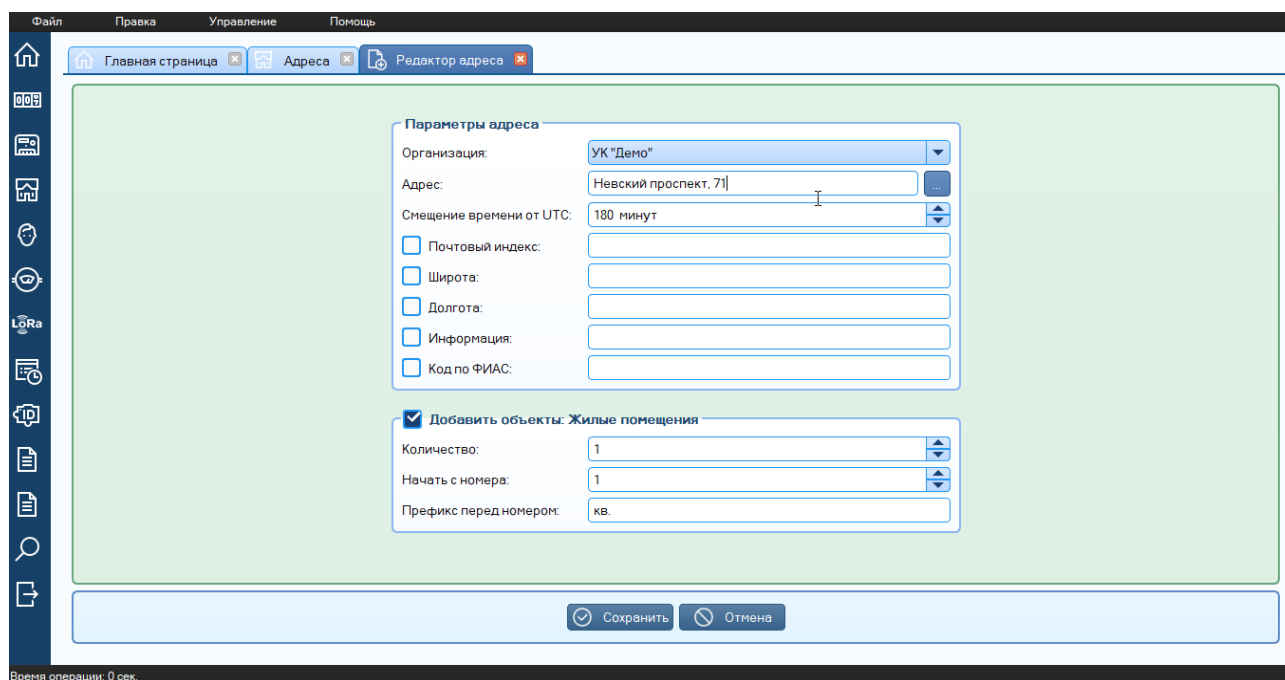 Файл Правка Управление Помощь
Главная страница Адреса Редактор адреса
009
Параметры адреса
Организация: УК "Демо"
Адрес: Невский проспект, 71 ...
Смещение времени от UTC: 180 минут
Почтовый индекс:
Широта:
Долгота:
LoRa
Информация:
Код по ФИАС:
ID
Добавить объекты: Жилые помещения
Количество: 1
Начать с номера: 1
Префикс перед номером: кв.
Сохранить Отмена
Время операции: 0 сек.